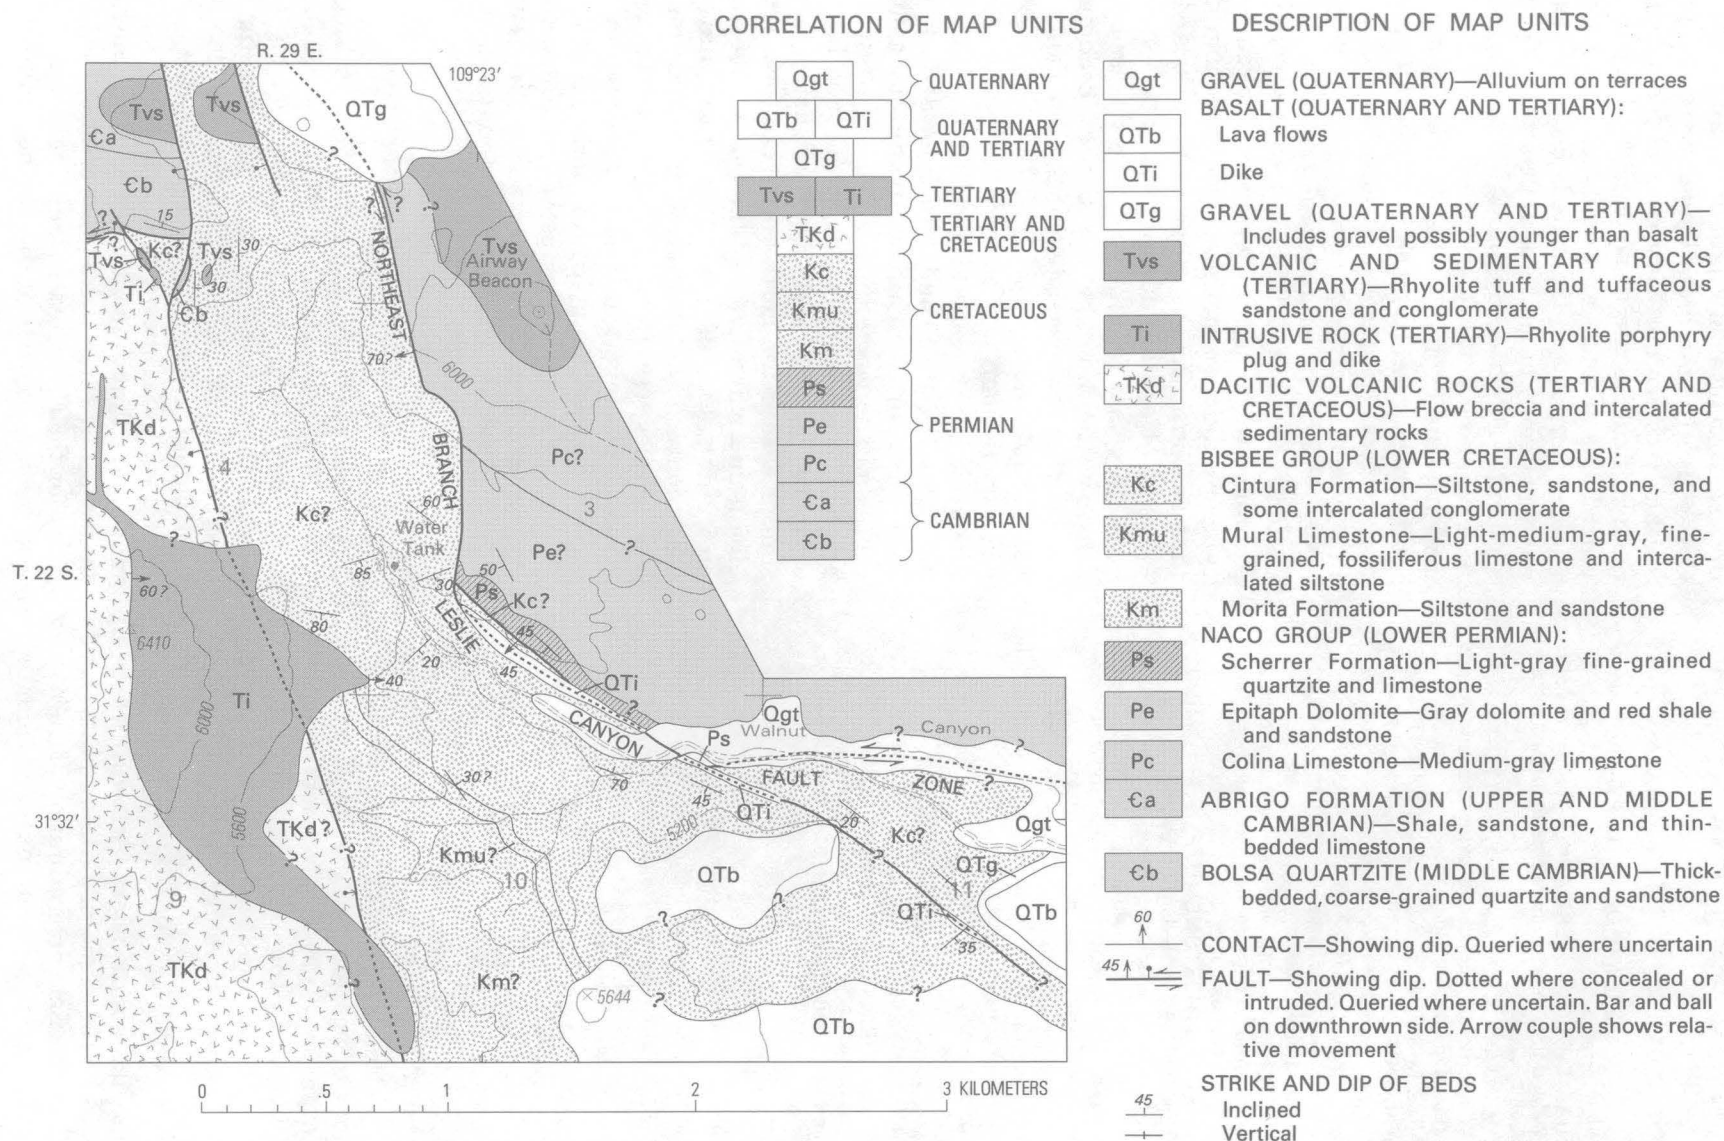 CORRELATION OF MAP UNITS
DESCRIPTION OF MAP UNITS
R. 29 E.
109°23′
QTg
Tvs
Tvs
Єa
Єb
15
?
?
?
?
?
Kc?
Tvs
30
Tvs
30
Ti
Єb
NORTHEAST
Tvs
Airway
Beacon
70?
6000
TKd
4
BRANCH
Pc?
3
60
Kc?
Water
Tank
?
?
?
Pe?
T. 22 S.
85
50
60?
30
Ps
Kc?
LESLIE
80
45
6410
20
45
40
QTi
Ti
6000
?
CANYON
Qgt
Walnut
Canyon
?
?
Ps
30?
70
FAULT
ZONE
?
45
QTi
31°32′
5600
TKd?
?
?
5200
20
Kc?
Qgt
Kmu?
10
QTb
?
QTg
11
9
?
?
QTi
QTb
35
TKd
Km?
?
5644
?
?
?
QTb
0 .5 1 2 3 KILOMETERS
Qgt
QUATERNARY
QTb QTi
QTg
QUATERNARY
AND TERTIARY
Tvs Ti
TERTIARY
TKd
TERTIARY AND
CRETACEOUS
Kc
Kmu
CRETACEOUS
Km
Ps
Pe
PERMIAN
Pc
Єa
CAMBRIAN
Єb
Qgt GRAVEL (QUATERNARY)—Alluvium on terraces
BASALT (QUATERNARY AND TERTIARY):
QTb Lava flows
QTi Dike
QTg GRAVEL (QUATERNARY AND TERTIARY)—
Includes gravel possibly younger than basalt
Tvs VOLCANIC AND SEDIMENTARY ROCKS
(TERTIARY)—Rhyolite tuff and tuffaceous
sandstone and conglomerate
Ti INTRUSIVE ROCK (TERTIARY)—Rhyolite porphyry
plug and dike
TKd DACITIC VOLCANIC ROCKS (TERTIARY AND
CRETACEOUS)—Flow breccia and intercalated
sedimentary rocks
BISBEE GROUP (LOWER CRETACEOUS):
Kc Cintura Formation—Siltstone, sandstone, and
some intercalated conglomerate
Kmu Mural Limestone—Light-medium-gray, fine-
grained, fossiliferous limestone and interca-
lated siltstone
Km Morita Formation—Siltstone and sandstone
NACO GROUP (LOWER PERMIAN):
Ps Scherrer Formation—Light-gray fine-grained
quartzite and limestone
Pe Epitaph Dolomite—Gray dolomite and red shale
and sandstone
Pc Colina Limestone—Medium-gray limestone
Єa ABRIGO FORMATION (UPPER AND MIDDLE
CAMBRIAN)—Shale, sandstone, and thin-
bedded limestone
Єb BOLSA QUARTZITE (MIDDLE CAMBRIAN)—Thick-
bedded, coarse-grained quartzite and sandstone
60 CONTACT—Showing dip. Queried where uncertain
45 FAULT—Showing dip. Dotted where concealed or
intruded. Queried where uncertain. Bar and ball
on downthrown side. Arrow couple shows rela-
tive movement
STRIKE AND DIP OF BEDS
45 Inclined
Vertical